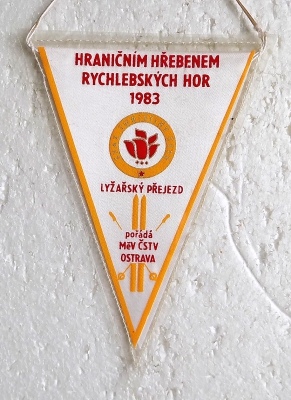 HRANIČNÍM HŘEBENEM
RYCHLEBSKÝCH HOR
1983
LYŽAŘSKÝ PŘEJEZD
pořádá
MěV ČSTV
OSTRAVA